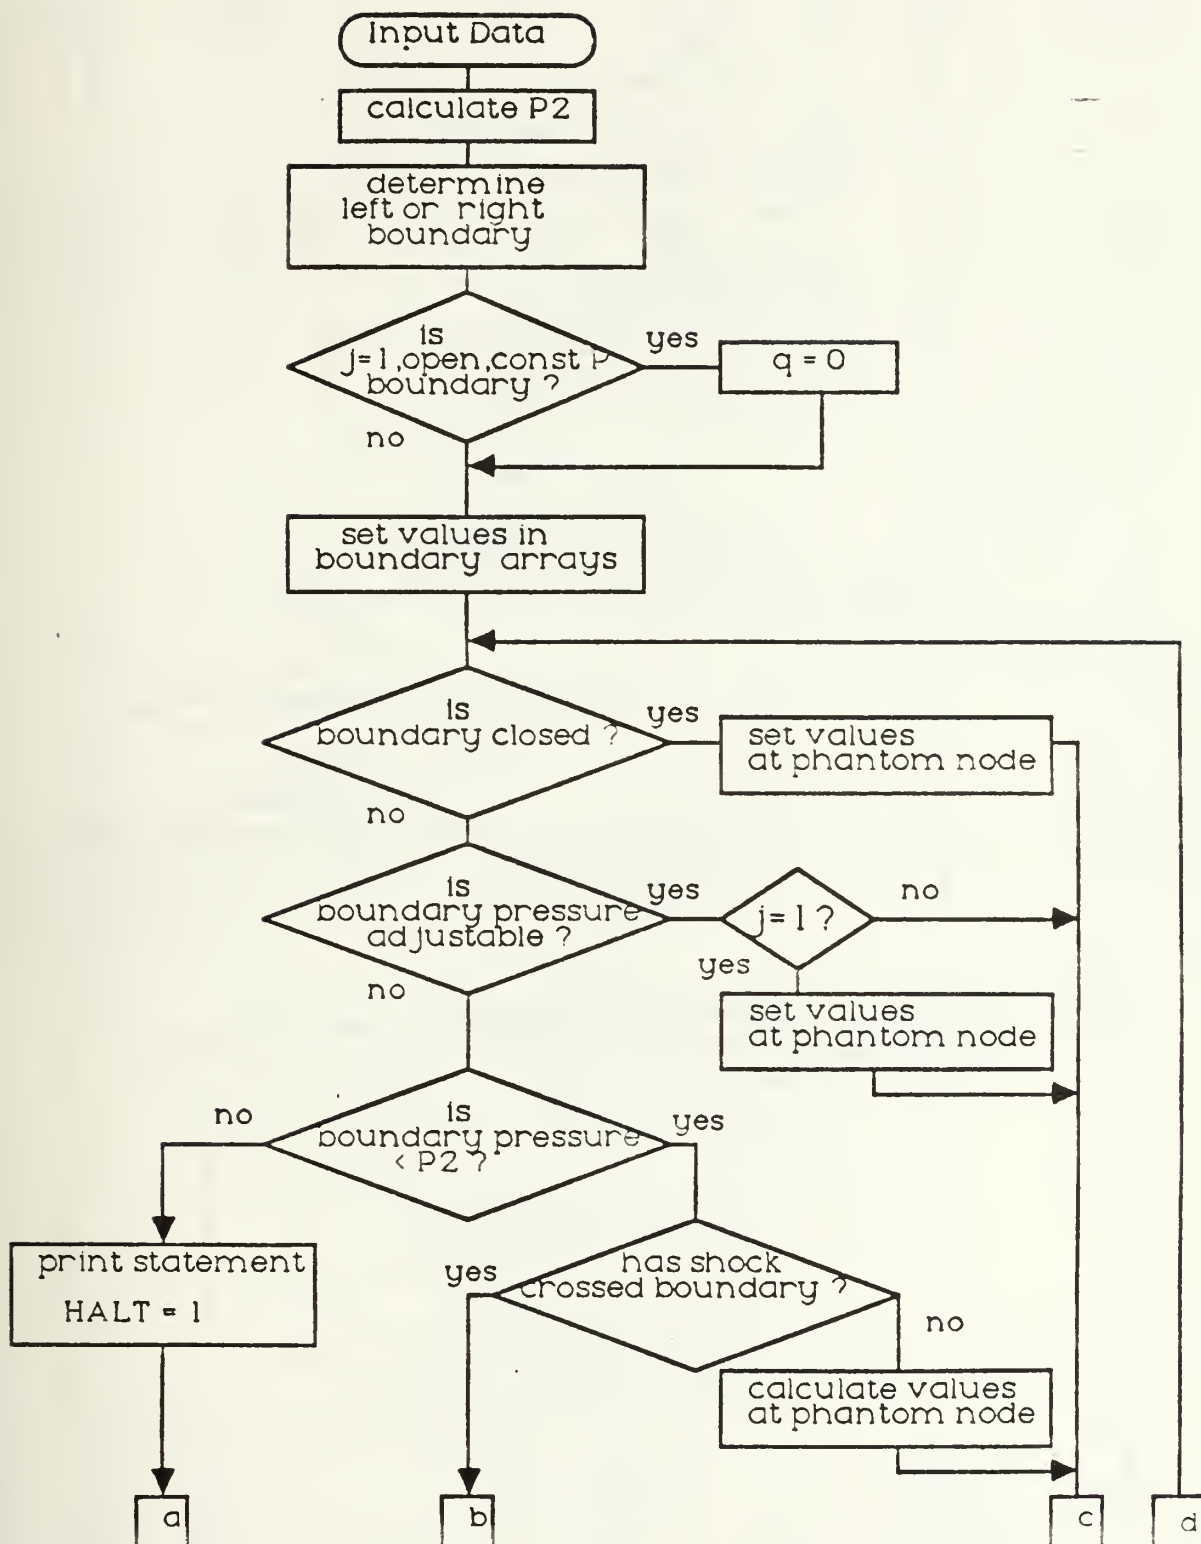 Input Data
calculate P2
determine
left or right
boundary
is
j=1,open,const P
boundary ?
yes
q = 0
no
set values in
boundary arrays
is
boundary closed ?
yes
set values
at phantom node
no
is
boundary pressure
adjustable ?
yes
j=1 ?
no
yes
set values
at phantom node
no
is
boundary pressure
< P2 ?
no
yes
print statement
HALT = 1
has shock
crossed boundary ?
yes
no
calculate values
at phantom node
a
b
c
d